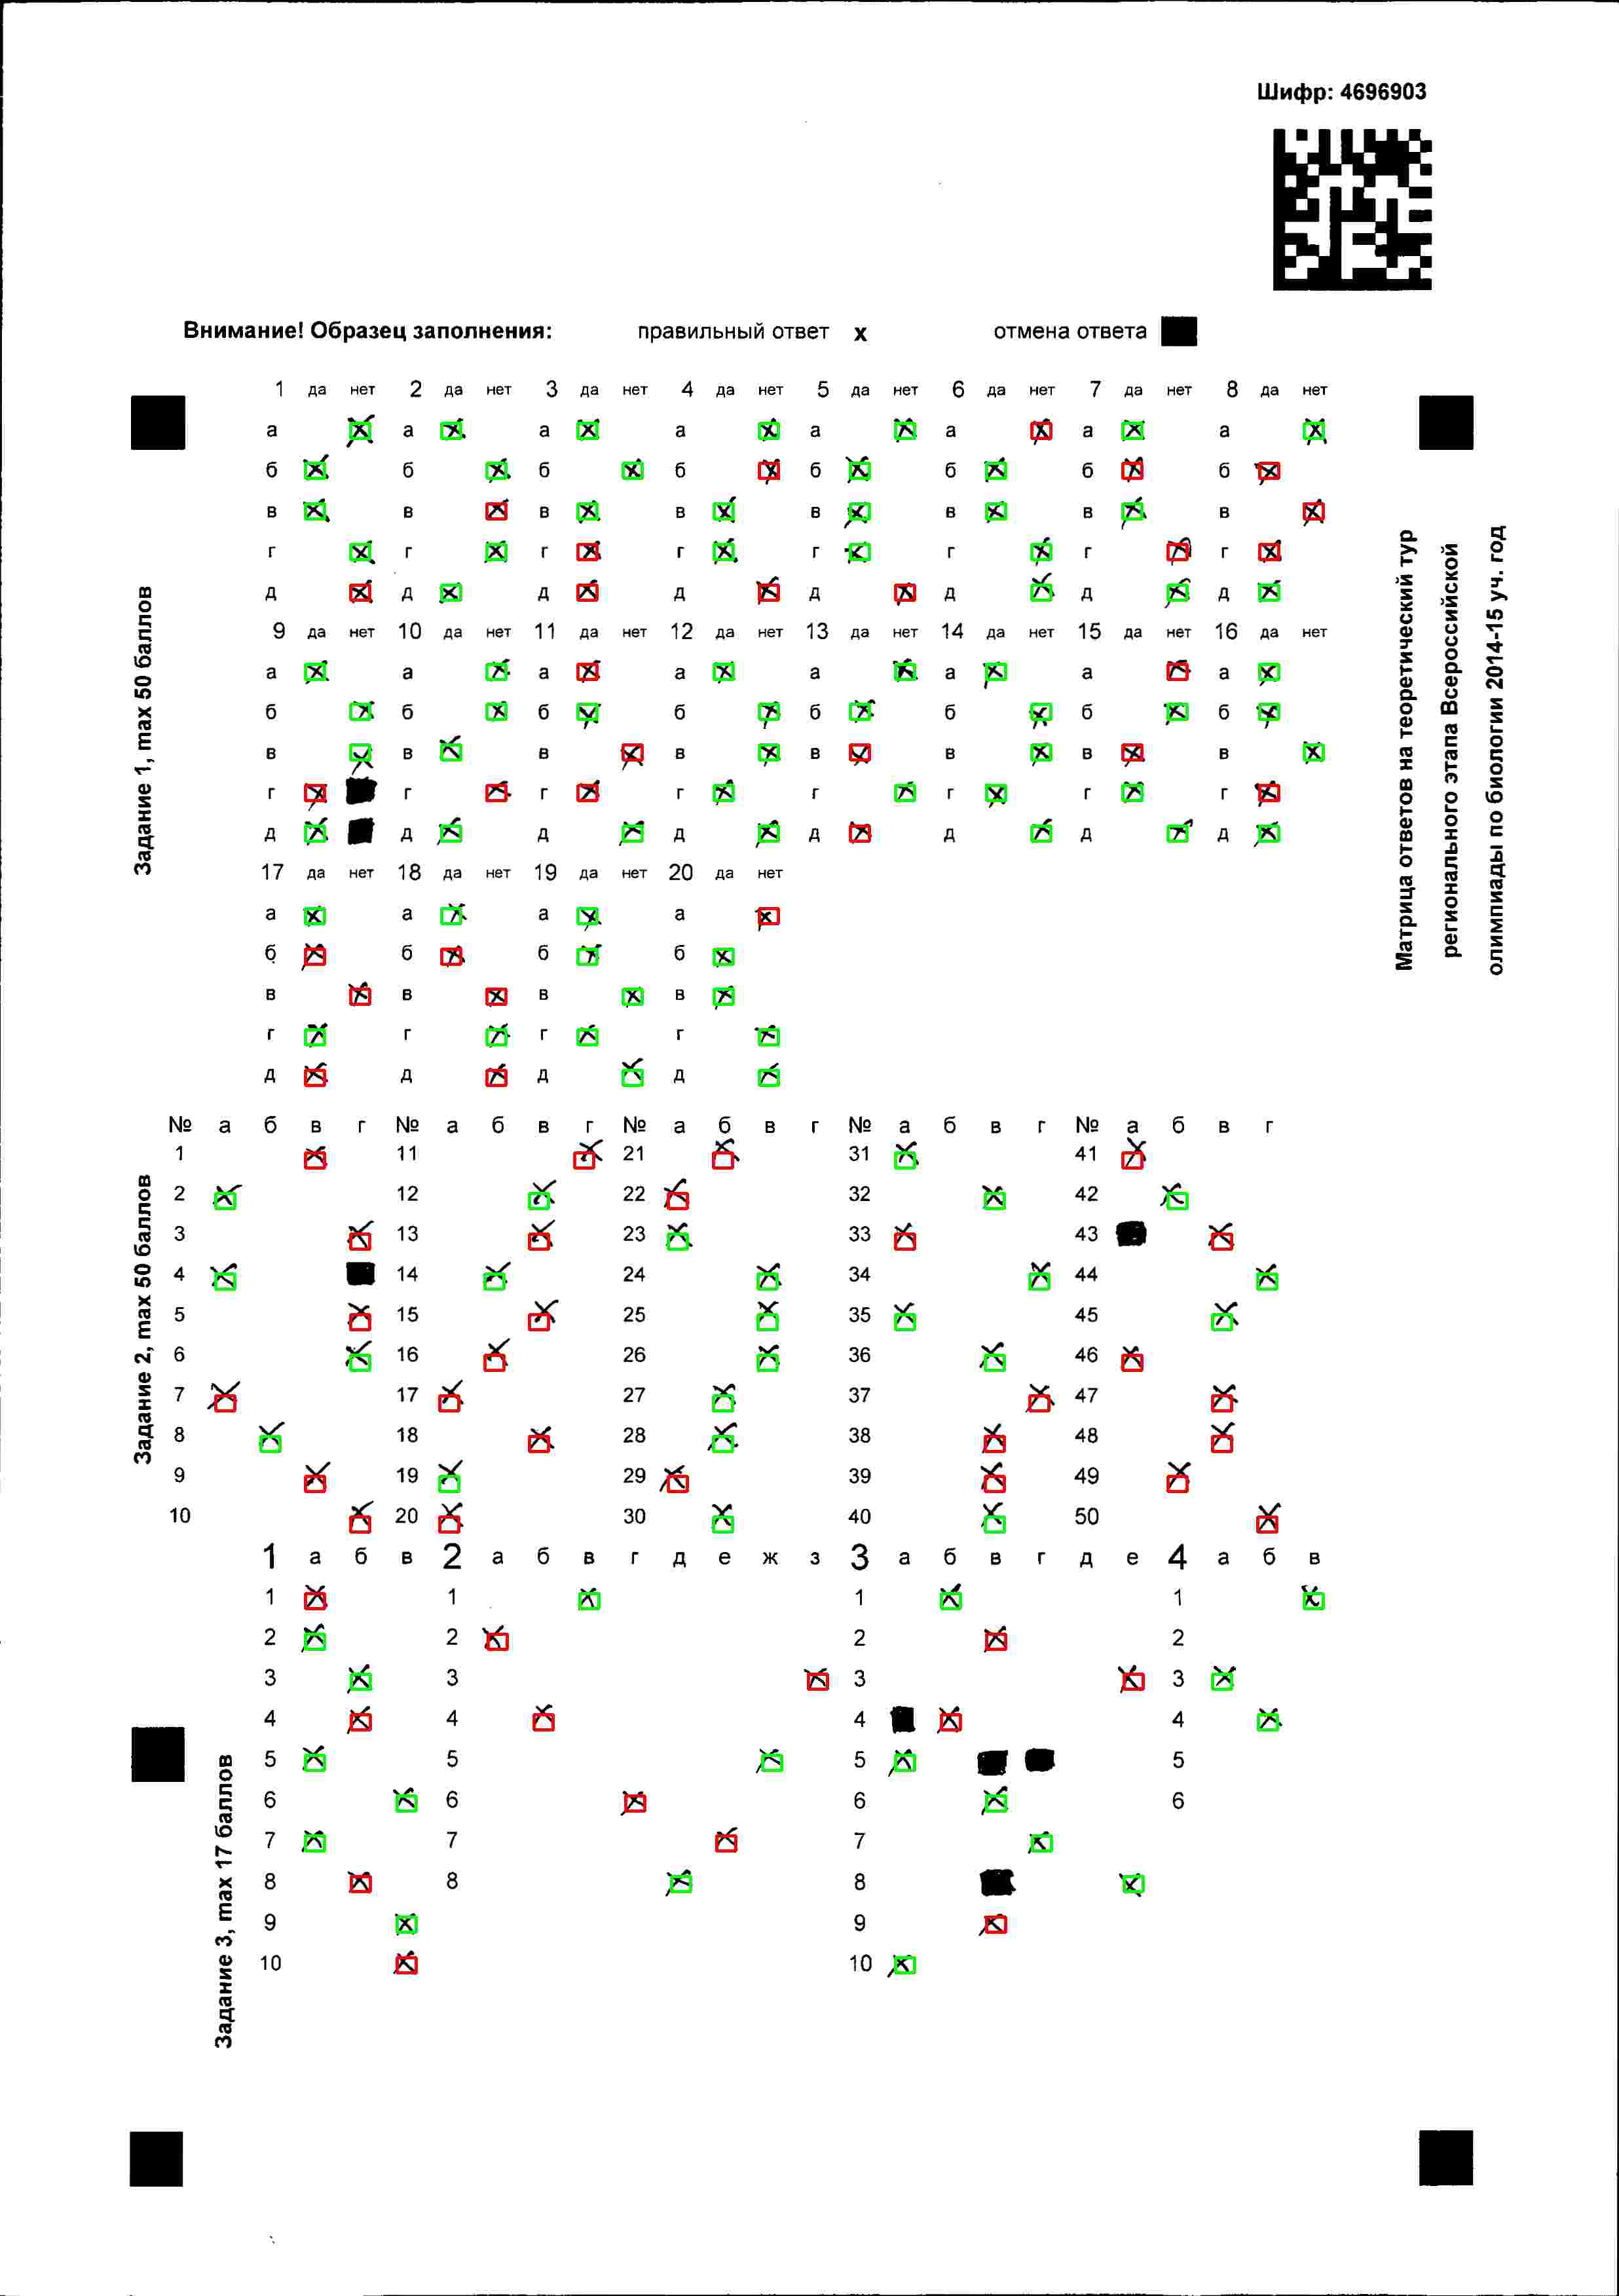 Шифр: 4696903
Внимание! Образец заполнения: правильный ответ x отмена ответа
1 да нет 2 да нет 3 да нет 4 да нет 5 да нет 6 да нет 7 да нет 8 да нет
а а а а а а а а
б б б б б б б б
в в в в в в в в
г г г г г г г г
д д д д д д д д
9 да нет 10 да нет 11 да нет 12 да нет 13 да нет 14 да нет 15 да нет 16 да нет
а а а а а а а а
б б б б б б б б
в в в в в в в в
г г г г г г г г
д д д д д д д д
17 да нет 18 да нет 19 да нет 20 да нет
а а а а
б б б б
в в в в
г г г г
д д д д
Задание 1, max 50 баллов
Матрица ответов на теоретический тур
регионального этапа Всероссийской
олимпиады по биологии 2014-15 уч. год
№ а б в г № а б в г № а б в г № а б в г № а б в г
1 11 21 31 41
2 12 22 32 42
3 13 23 33 43
4 14 24 34 44
5 15 25 35 45
6 16 26 36 46
7 17 27 37 47
8 18 28 38 48
9 19 29 39 49
10 20 30 40 50
Задание 2, max 50 баллов
1 а б в 2 а б в г д е ж з 3 а б в г д е 4 а б в
1 1 1 1
2 2 2 2
3 3 3 3
4 4 4 4
5 5 5 5
6 6 6 6
7 7 7
8 8 8
9 9
10 10
Задание 3, max 17 баллов